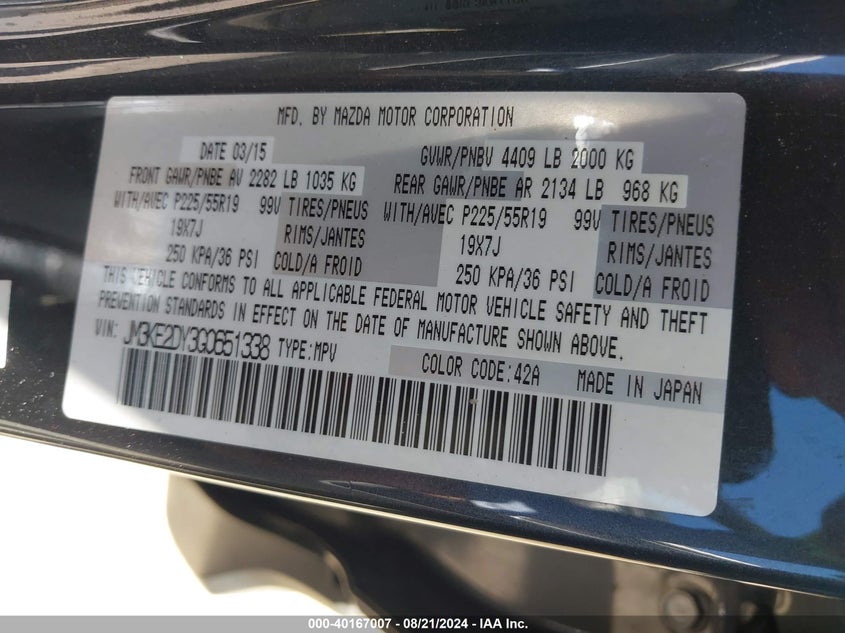 MFD. BY MAZDA MOTOR CORPORATION
DATE 03/15 GVWR/PNBV 4409 LB 2000 KG
FRONT GAWR/PNBE AV 2282 LB 1035 KG REAR GAWR/PNBE AR 2134 LB 968 KG
WITH/AVEC P225/55R19 99V TIRES/PNEUS WITH/AVEC P225/55R19 99V TIRES/PNEUS
19X7J RIMS/JANTES 19X7J RIMS/JANTES
250 KPA/36 PSI COLD/A FROID 250 KPA/36 PSI COLD/A FROID
THIS VEHICLE CONFORMS TO ALL APPLICABLE FEDERAL MOTOR VEHICLE SAFETY AND THEFT
PREVENTION STANDARDS IN EFFECT ON THE DATE OF MANUFACTURE SHOWN ABOVE.
VIN: JM3KE2DY3G0651338 TYPE:MPV COLOR CODE:42A MADE IN JAPAN
000-40167007 - 08/21/2024 - IAA Inc.